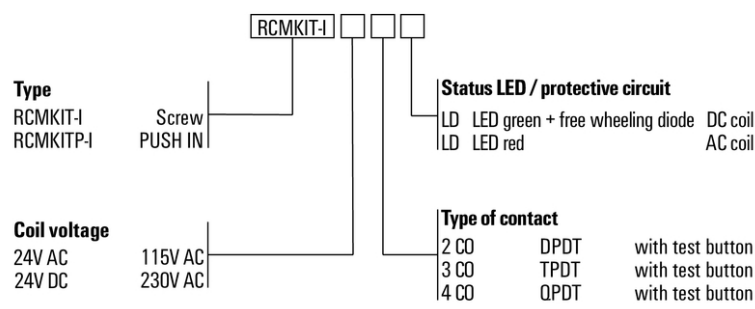 RCMKIT-I
Type
RCMKIT-I Screw
RCMKITP-I PUSH IN
Status LED / protective circuit
LD LED green + free wheeling diode DC coil
LD LED red AC coil
Coil voltage
24V AC 115V AC
24V DC 230V AC
Type of contact
2 CO DPDT with test button
3 CO TPDT with test button
4 CO QPDT with test button